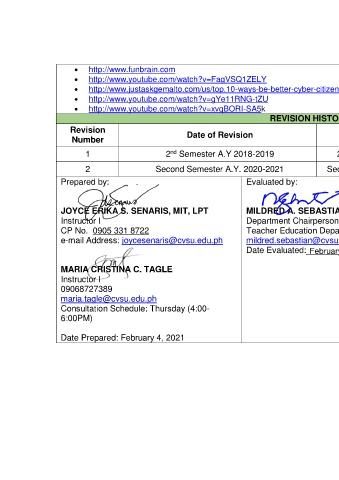 http://www.funbrain.com
http://www.youtube.com/watch?v=FagVSQ1ZELY
http://www.justaskgemalto.com/us/top-10-ways-be-better-cyber-citizen
http://www.youtube.com/watch?v=gYe11RNG-tZU
http://www.youtube.com/watch?v=xvgBORI-SA5k
REVISION HISTO
Revision Number
Date of Revision
1
2nd Semester A.Y 2018-2019
2
2
Second Semester A.Y. 2020-2021
Sec
Prepared by:
JOYCE ERIKA S. SENARIS, MIT, LPT
Instructor I
CP No. 0905 331 8722
e-mail Address: joycesenaris@cvsu.edu.ph
MARIA CRISTINA C. TAGLE
Instructor I
09068727389
maria.tagle@cvsu.edu.ph
Consultation Schedule: Thursday (4:00-
6:00PM)
Date Prepared: February 4, 2021
Evaluated by:
MILDRED A. SEBASTIA
Department Chairperson
Teacher Education Depa
mildred.sebastian@cvsu
Date Evaluated: February